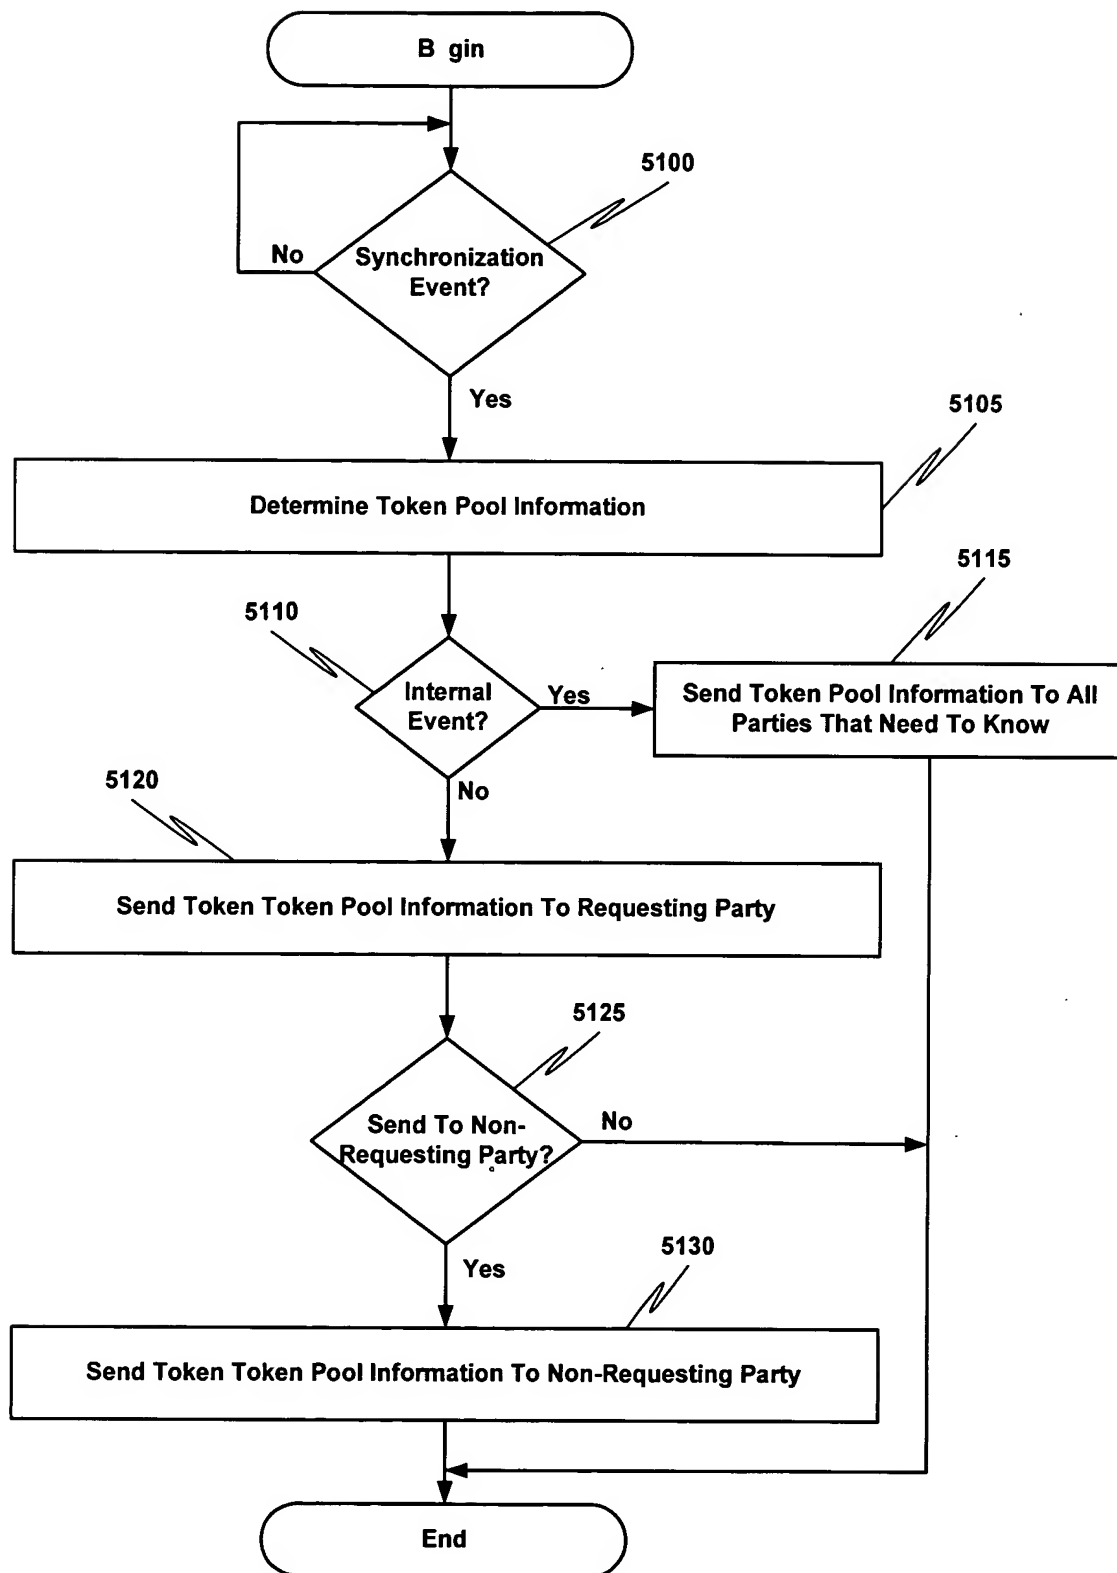 B gin
5100
No
Synchronization
Event?
Yes
5105
Determine Token Pool Information
5115
5110
Internal
Event?
Yes
Send Token Pool Information To All
Parties That Need To Know
5120
No
Send Token Token Pool Information To Requesting Party
5125
Send To Non-
Requesting Party?
No
5130
Yes
Send Token Token Pool Information To Non-Requesting Party
End